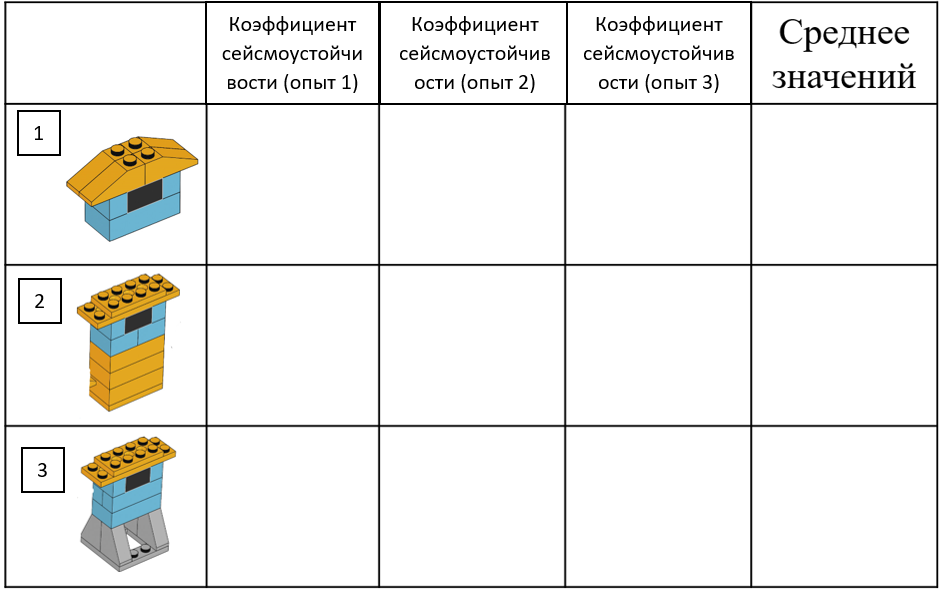 Коэффициент
сейсмоустойчи
вости (опыт 1)
Коэффициент
сейсмоустойчив
ости (опыт 2)
Коэффициент
сейсмоустойчив
ости (опыт 3)
Среднее
значений
1
2
3